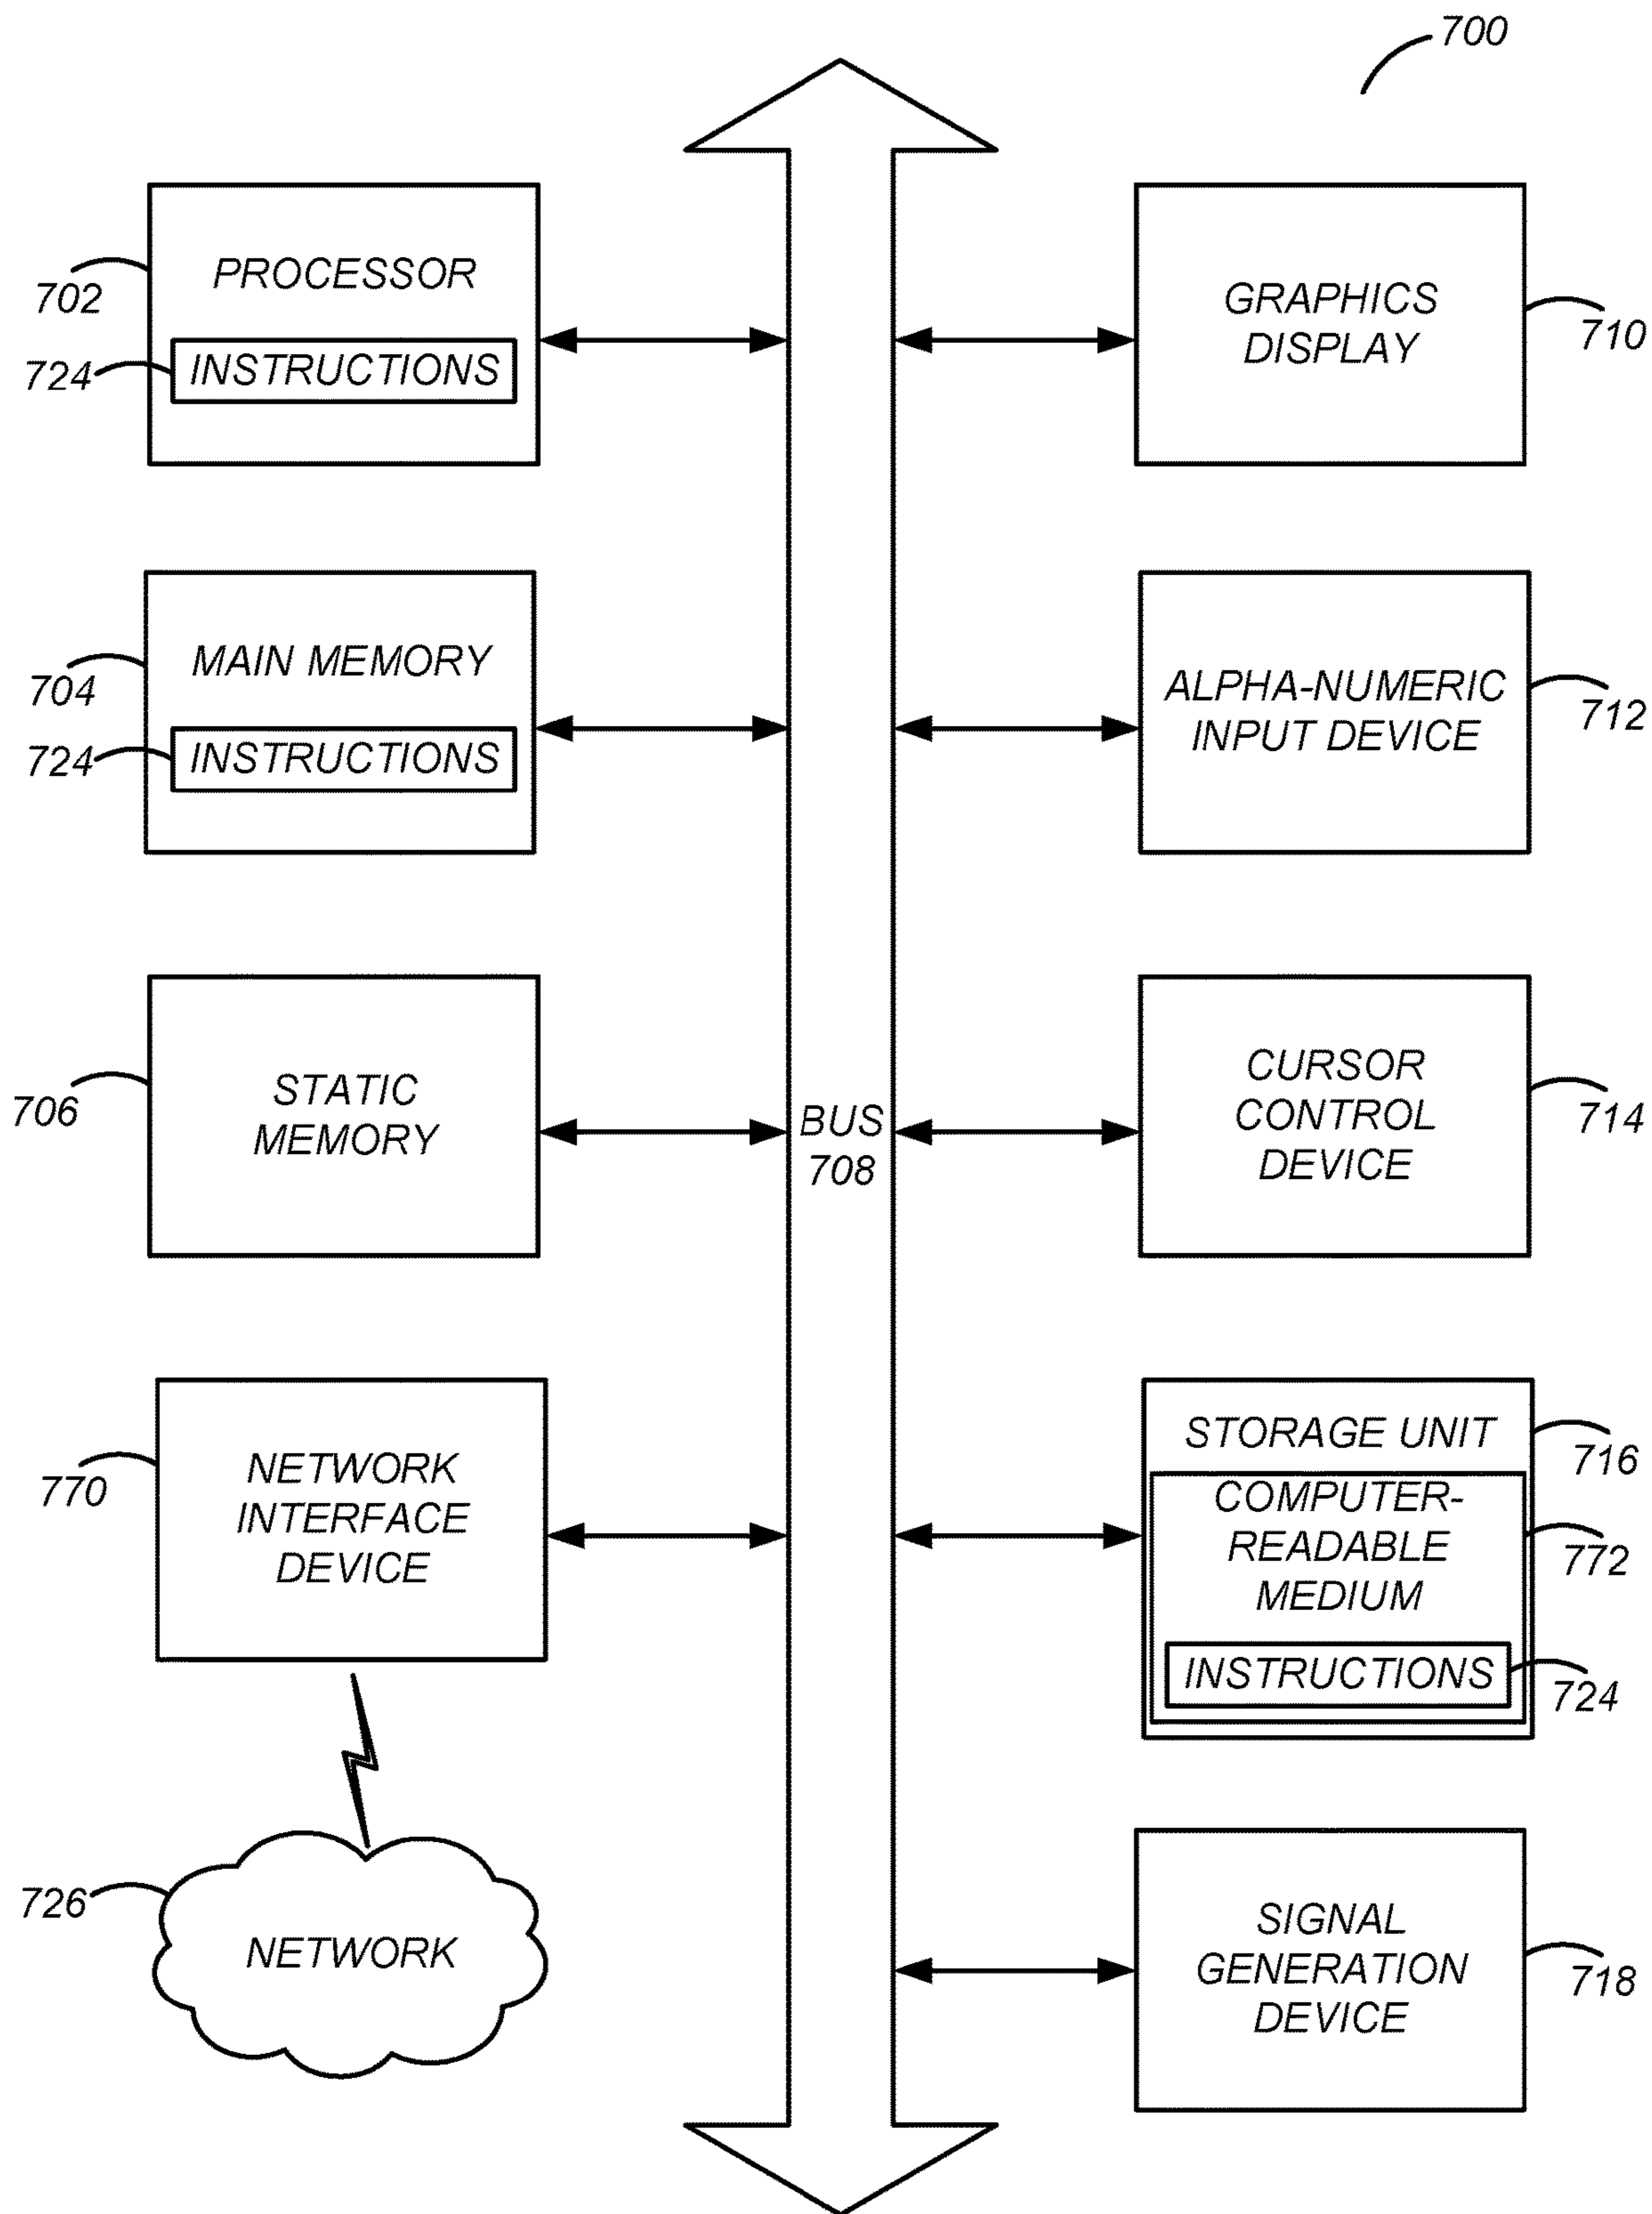 700
PROCESSOR
702
724
INSTRUCTIONS
GRAPHICS
DISPLAY
710
MAIN MEMORY
704
724
INSTRUCTIONS
ALPHA-NUMERIC
INPUT DEVICE
712
STATIC
MEMORY
706
BUS
708
CURSOR
CONTROL
DEVICE
714
NETWORK
INTERFACE
DEVICE
770
STORAGE UNIT
716
COMPUTER-
READABLE
MEDIUM
772
INSTRUCTIONS
724
726
NETWORK
SIGNAL
GENERATION
DEVICE
718